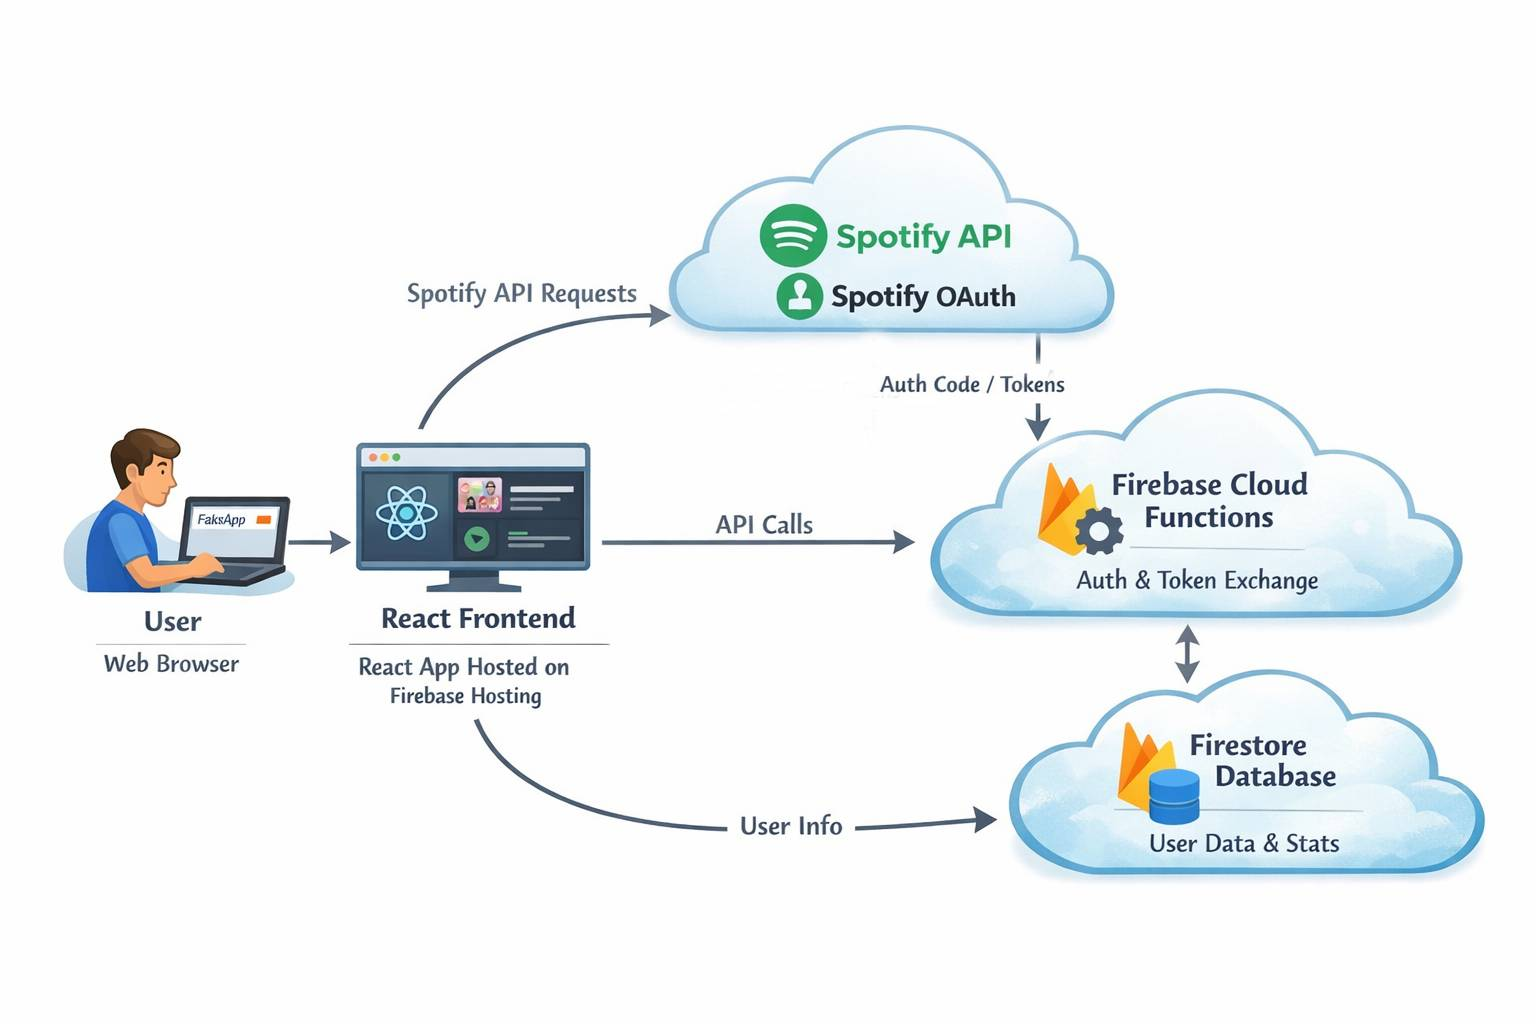 Spotify API
Spotify OAuth
Spotify API Requests
Auth Code / Tokens
FaksApp
API Calls
Firebase Cloud
Functions
Auth & Token Exchange
User
Web Browser
React Frontend
React App Hosted on
Firebase Hosting
User Info
Firestore
Database
User Data & Stats